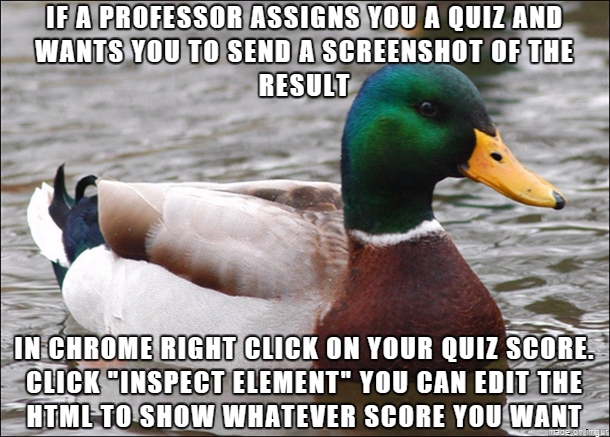 IF A PROFESSOR ASSIGNS YOU A QUIZ AND
WANTS YOU TO SEND A SCREENSHOT OF THE
RESULT
IN CHROME RIGHT CLICK ON YOUR QUIZ SCORE.
CLICK "INSPECT ELEMENT" YOU CAN EDIT THE
HTML TO SHOW WHATEVER SCORE YOU WANT
made on imgur